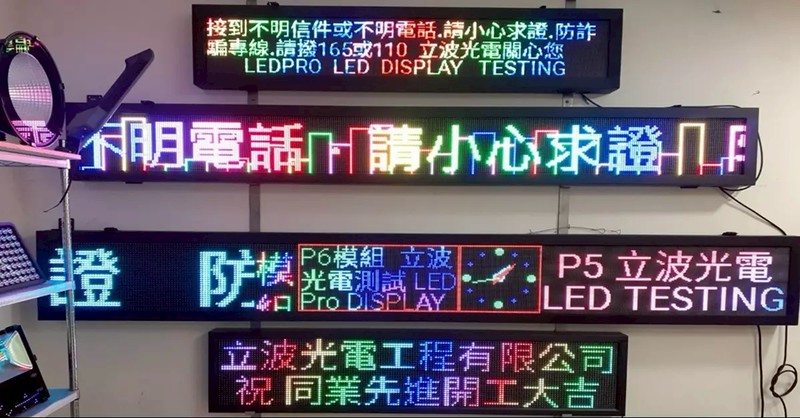 接到不明信件或不明電話.請小心求證.防詐
騙專線.請撥165或110 立波光電關心您
LEDPRO LED DISPLAY TESTING
不明電話 請小心求證
證 防
模
組
P6模組 立波
光電測試 LED
Pro DISPLAY
P5 立波光電
LED TESTING
立波光電工程有限公司
祝 同業先進開工大吉